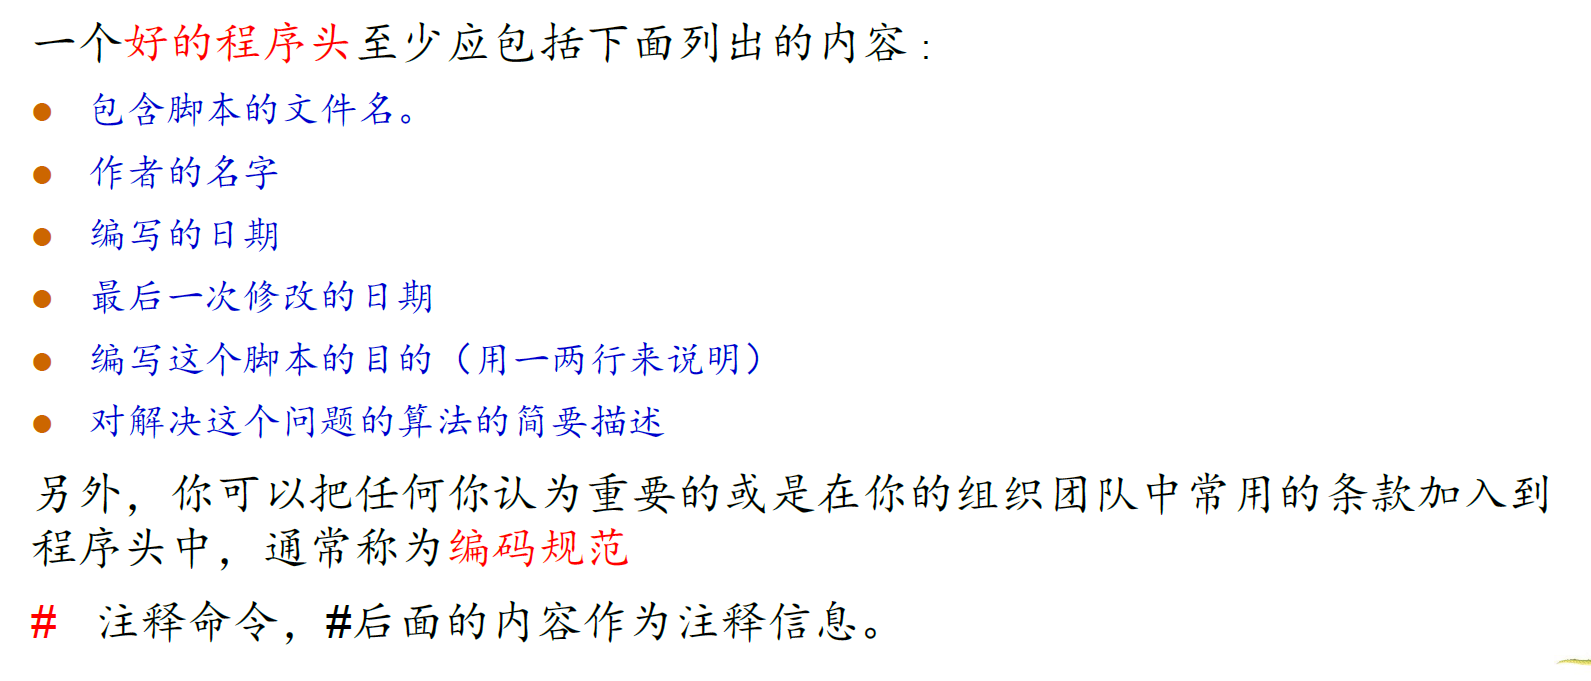 一个好的程序头至少应包括下面列出的内容：
● 包含脚本的文件名。
● 作者的名字
● 编写的日期
● 最后一次修改的日期
● 编写这个脚本的目的（用一两行来说明）
● 对解决这个问题的算法的简要描述
另外，你可以把任何你认为重要的或是在你的组织团队中常用的条款加入到
程序头中，通常称为编码规范
# 注释命令，#后面的内容作为注释信息。